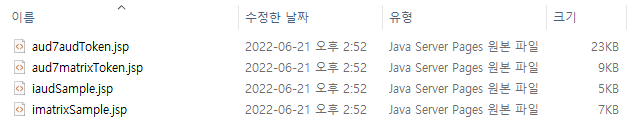 이름 수정한 날짜 유형 크기
aud7audToken.jsp 2022-06-21 오후 2:52 Java Server Pages 원본 파일 23KB
aud7matrixToken.jsp 2022-06-21 오후 2:52 Java Server Pages 원본 파일 9KB
iaudSample.jsp 2022-06-21 오후 2:52 Java Server Pages 원본 파일 5KB
imatrixSample.jsp 2022-06-21 오후 2:52 Java Server Pages 원본 파일 7KB